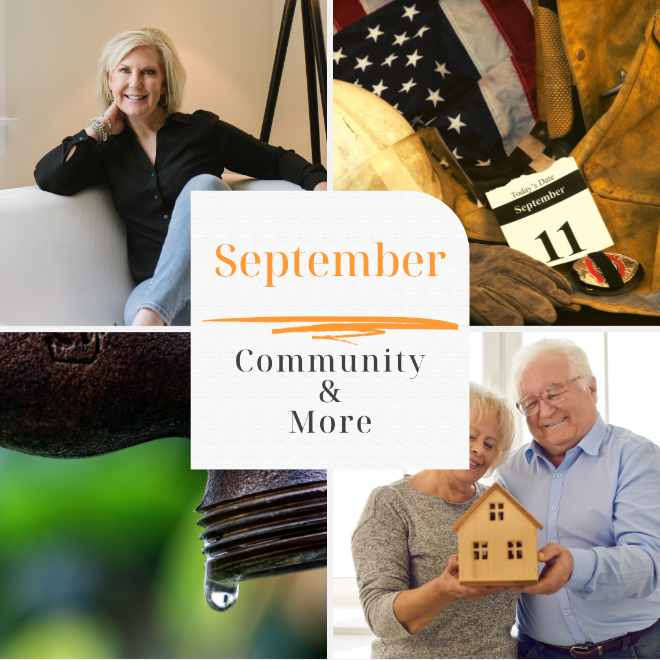 September
Community
&
More
Today's Date
September
11